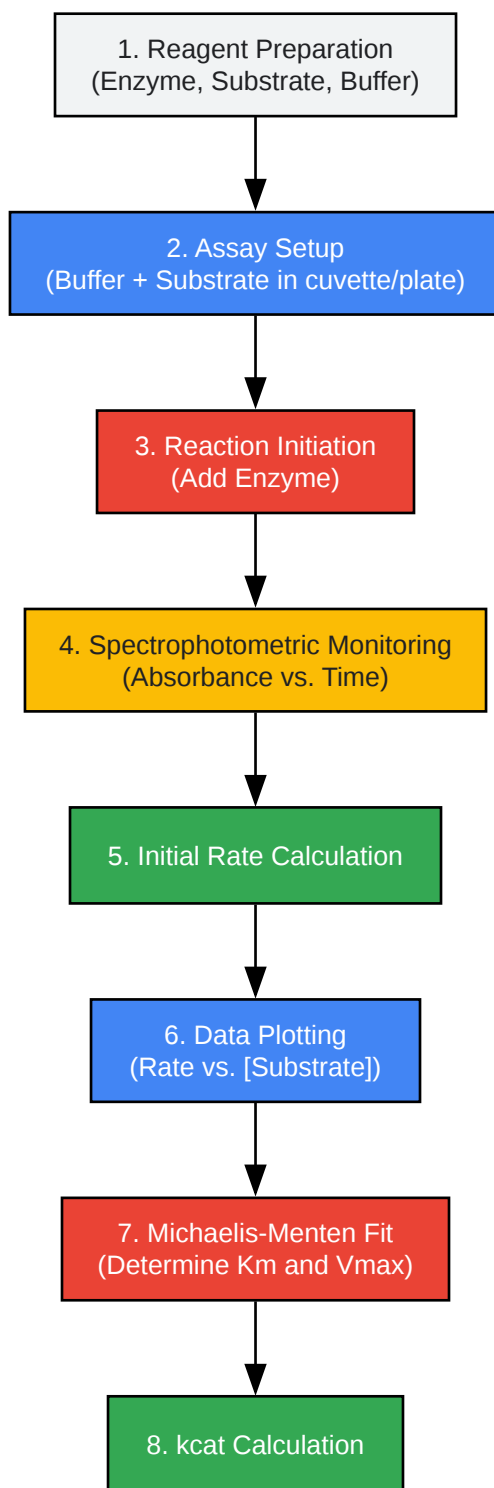 1. Reagent Preparation
(Enzyme, Substrate, Buffer)
2. Assay Setup
(Buffer + Substrate in cuvette/plate)
3. Reaction Initiation
(Add Enzyme)
4. Spectrophotometric Monitoring
(Absorbance vs. Time)
5. Initial Rate Calculation
6. Data Plotting
(Rate vs. [Substrate])
7. Michaelis-Menten Fit
(Determine Km and Vmax)
8. kcat Calculation